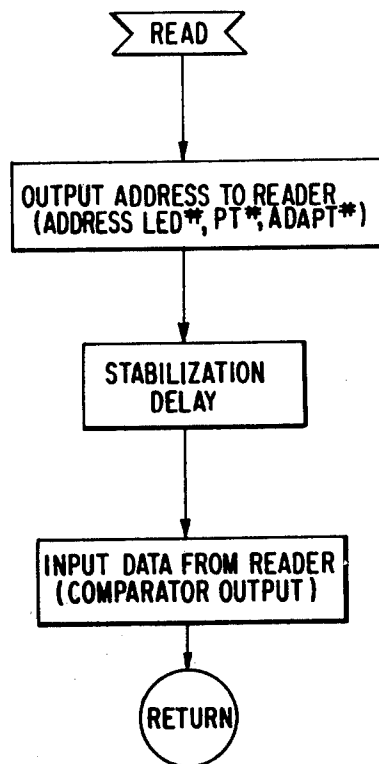 READ
OUTPUT ADDRESS TO READER
(ADDRESS LED#, PT#, ADAPT#)
STABILIZATION
DELAY
INPUT DATA FROM READER
(COMPARATOR OUTPUT)
RETURN